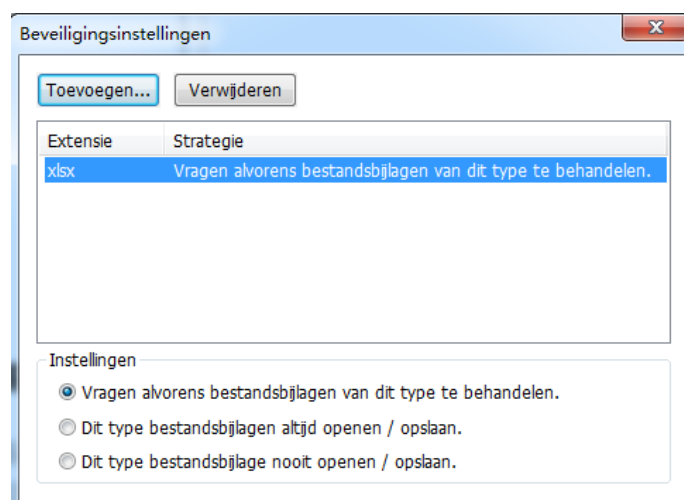 Beveiligingsinstellingen
Toevoegen... Verwijderen
Extensie Strategie
xlsx Vragen alvorens bestandsbijlagen van dit type te behandelen.
Instellingen
Vragen alvorens bestandsbijlagen van dit type te behandelen.
Dit type bestandsbijlagen altijd openen / opslaan.
Dit type bestandsbijlage nooit openen / opslaan.